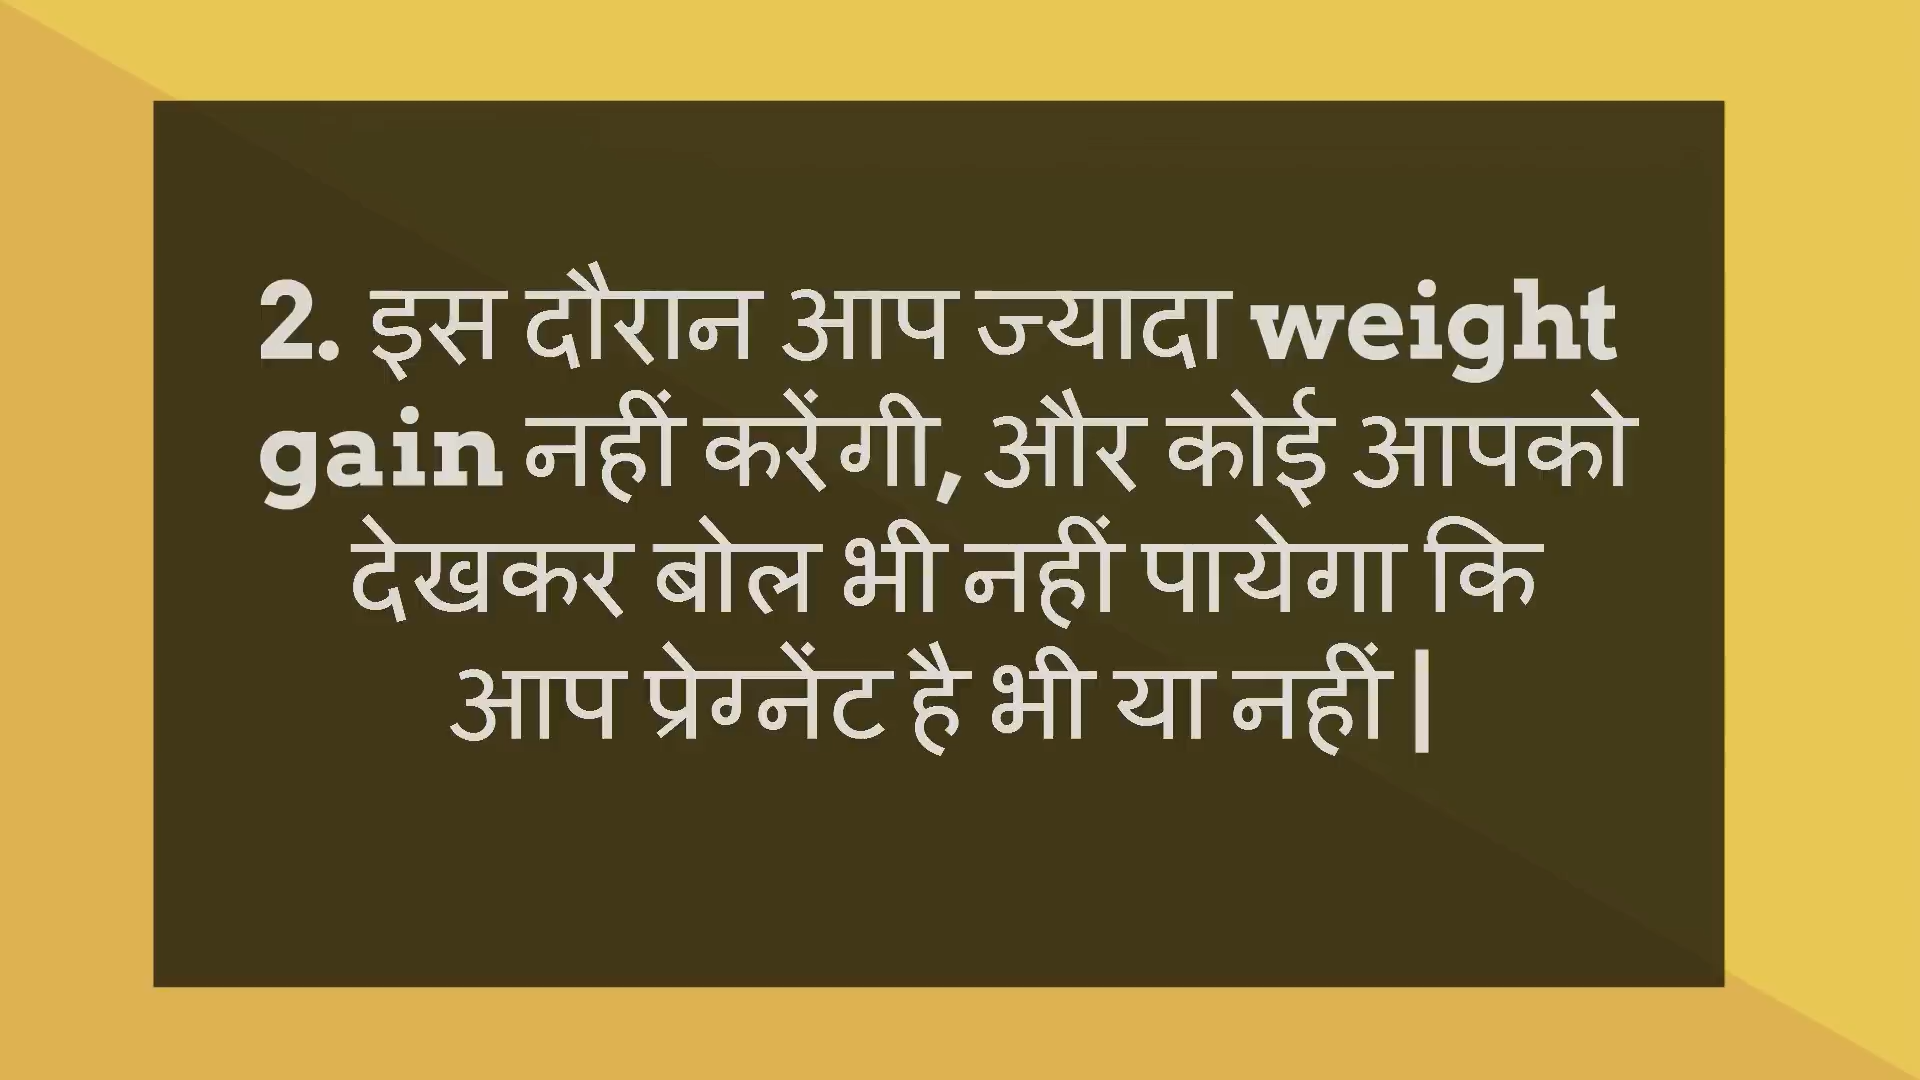 2. इस दौरान आप ज्यादा weight
gain नहीं करेंगी, और कोई आपको
देखकर बोल भी नहीं पायेगा कि
आप प्रेग्नेंट है भी या नहीं |